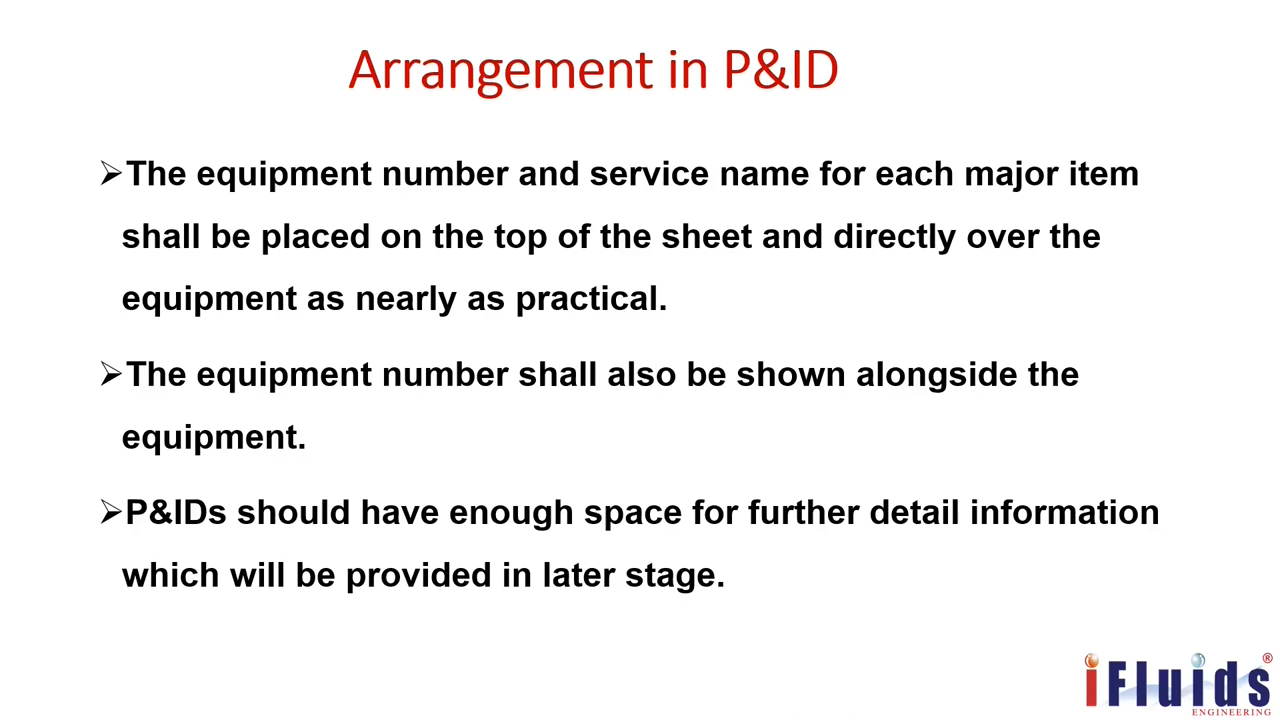 Arrangement in P&ID
➢The equipment number and service name for each major item
shall be placed on the top of the sheet and directly over the
equipment as nearly as practical.
➢The equipment number shall also be shown alongside the
equipment.
➢P&IDs should have enough space for further detail information
which will be provided in later stage.
iFluids®
ENGINEERING